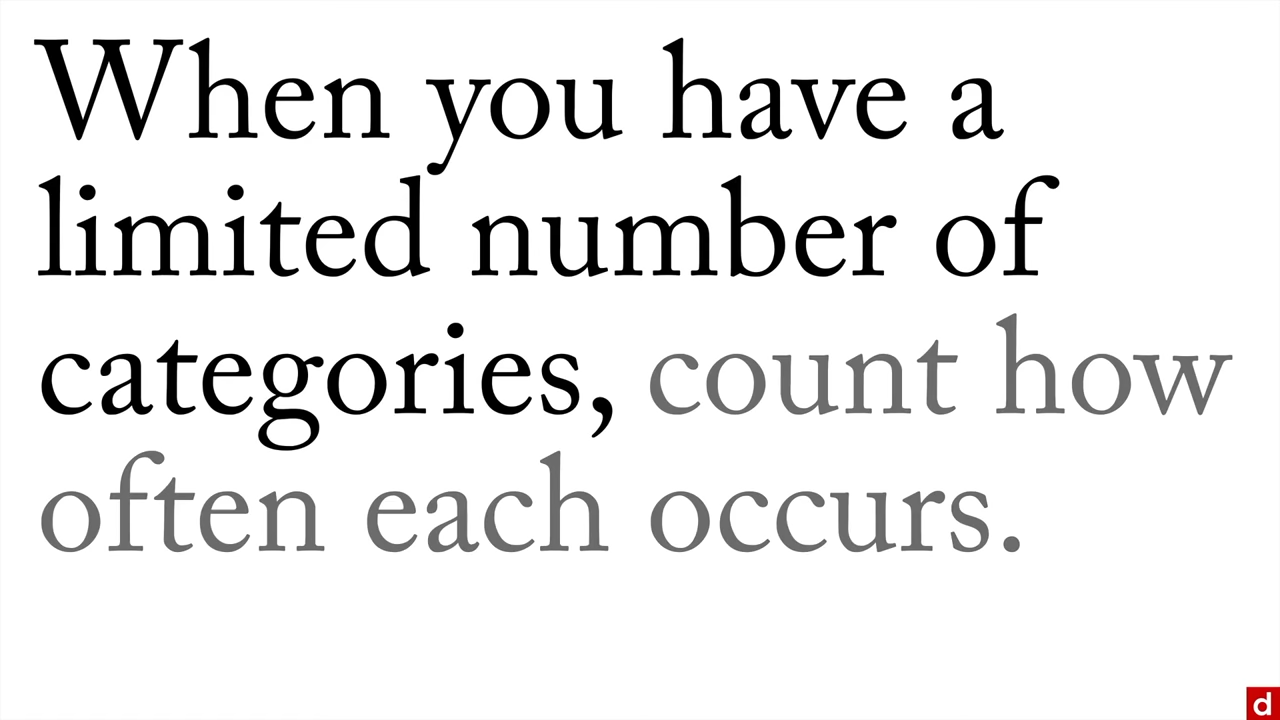 When you have a
limited number of
categories, count how
often each occurs.
d